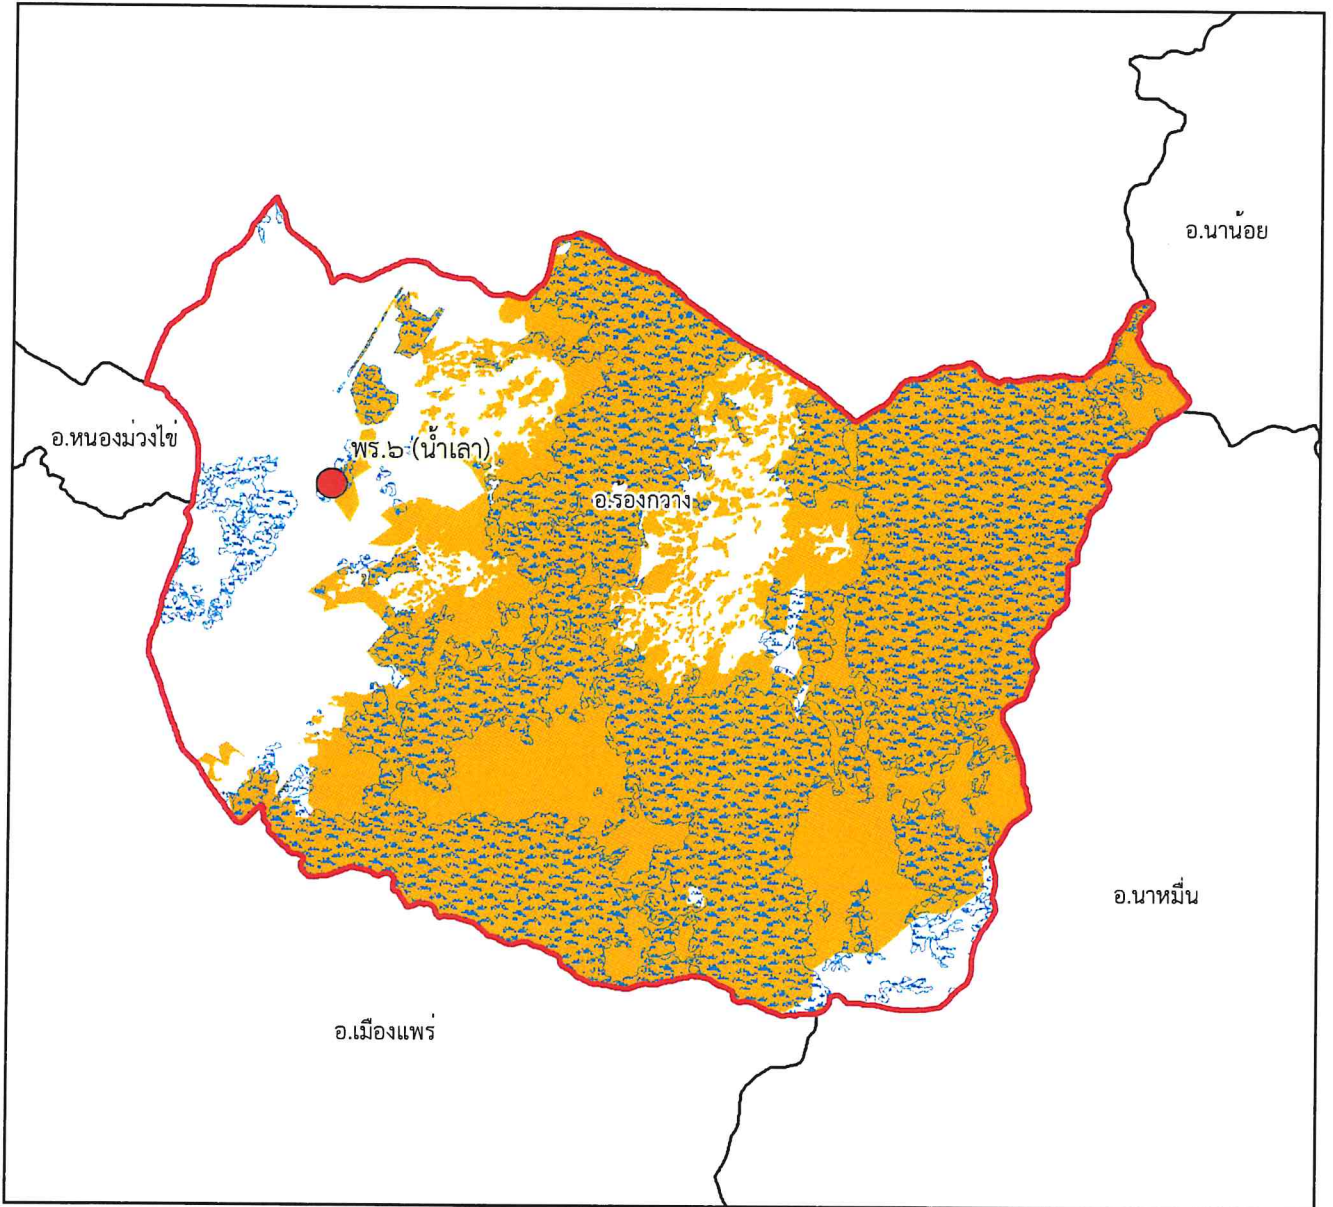 อ.นาน้อย
อ.หนองม่วงไข่
พร.๖ (น้ำเลา)
อ.ร้องกวาง
อ.นาหมื่น
อ.เมืองแพร่